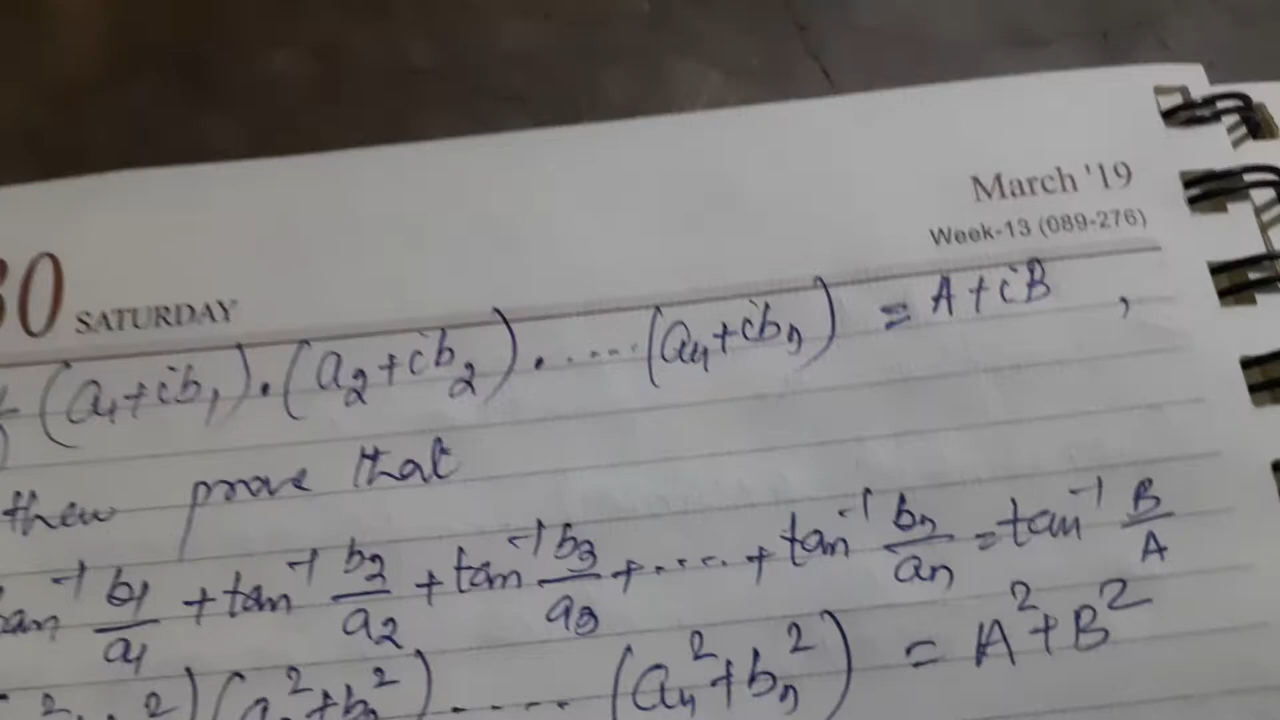 March '19
Week-13 (089-276)
30 SATURDAY
(a₁+ib₁).(a₂+ib₂).....(aₙ+ibₙ) = A+iB ,
then prove that
tan⁻¹ b₁/a₁ + tan⁻¹ b₂/a₂ + tan⁻¹ b₃/a₃ +....+ tan⁻¹ bₙ/aₙ = tan⁻¹ B/A
(a₂²+b₂²).....(aₙ²+bₙ²) = A²+B²